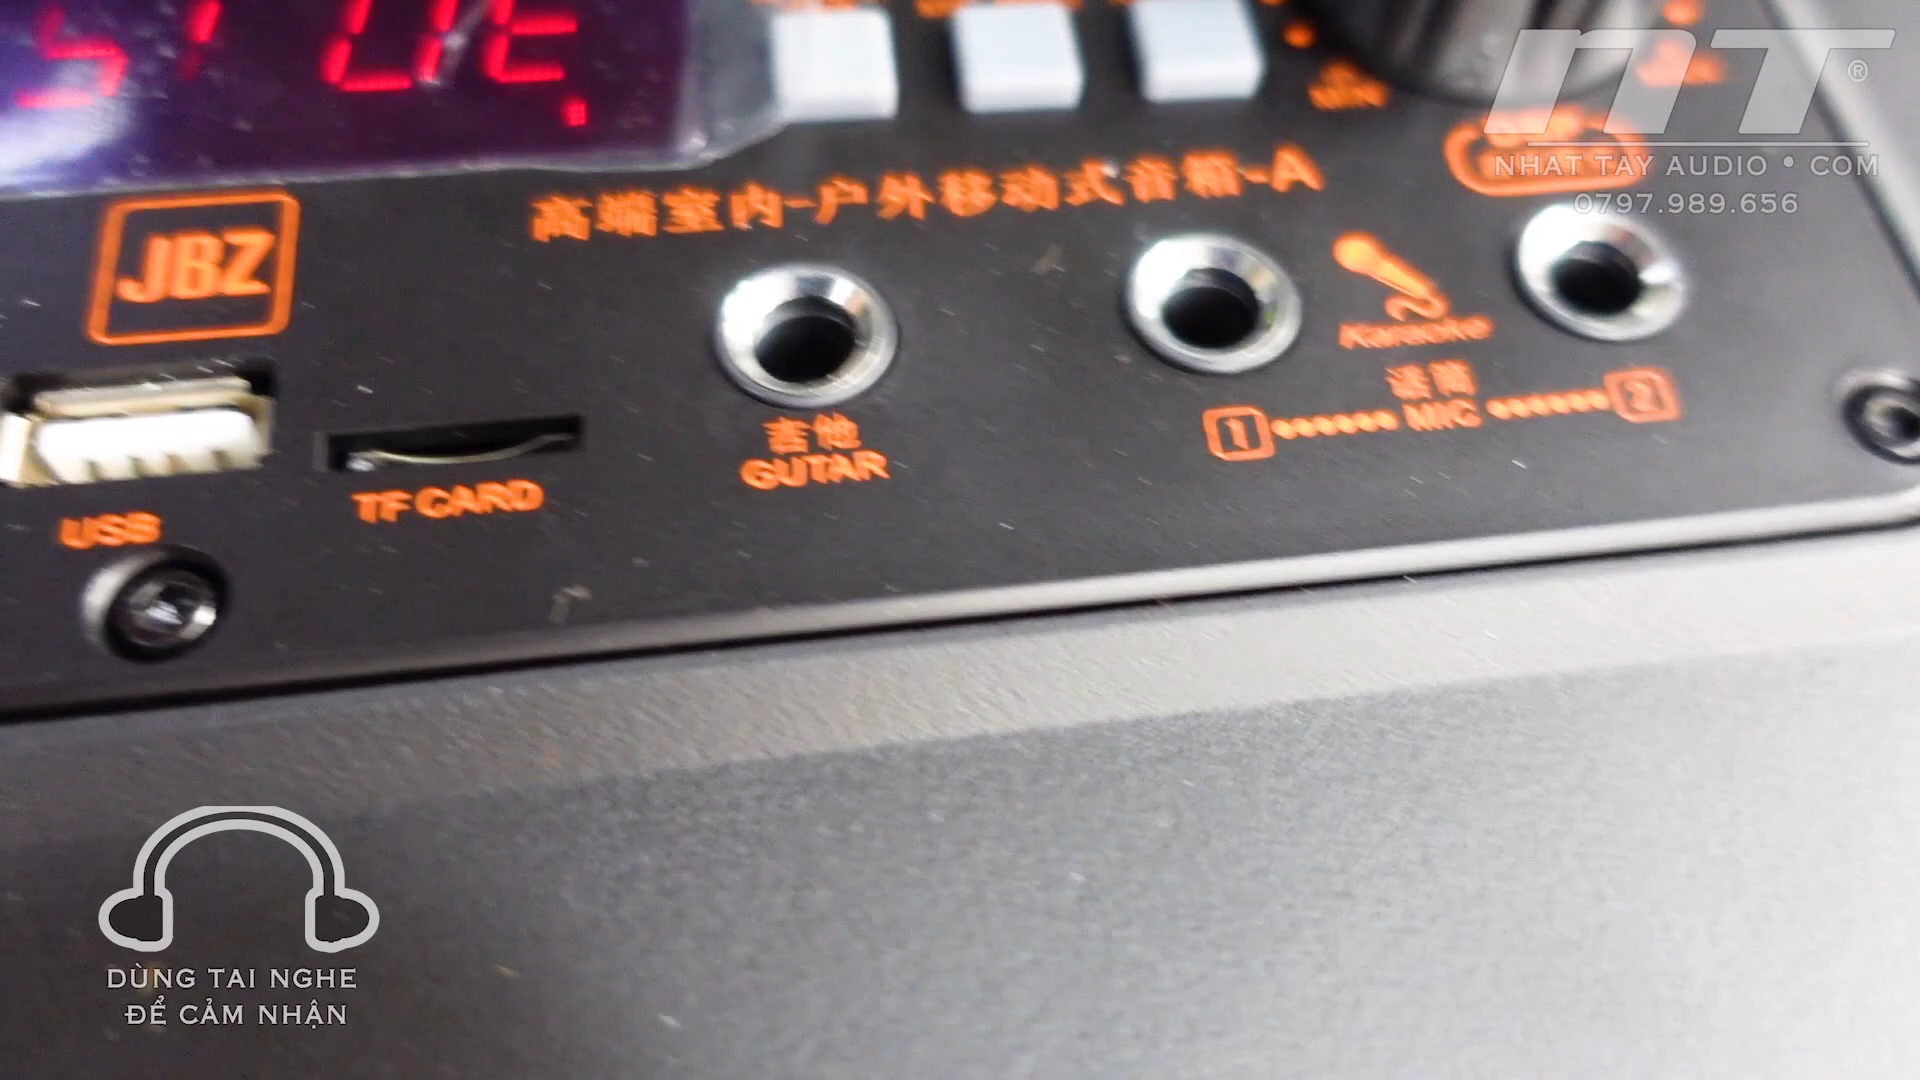 NT®
NHAT TAY AUDIO • COM
0797.989.656
高端室内-户外移动式音箱-A
JBZ
Karaoke
吉他
GUTAR
话筒
1 MIC 2
TF CARD
USB
DÙNG TAI NGHE
ĐỂ CẢM NHẬN